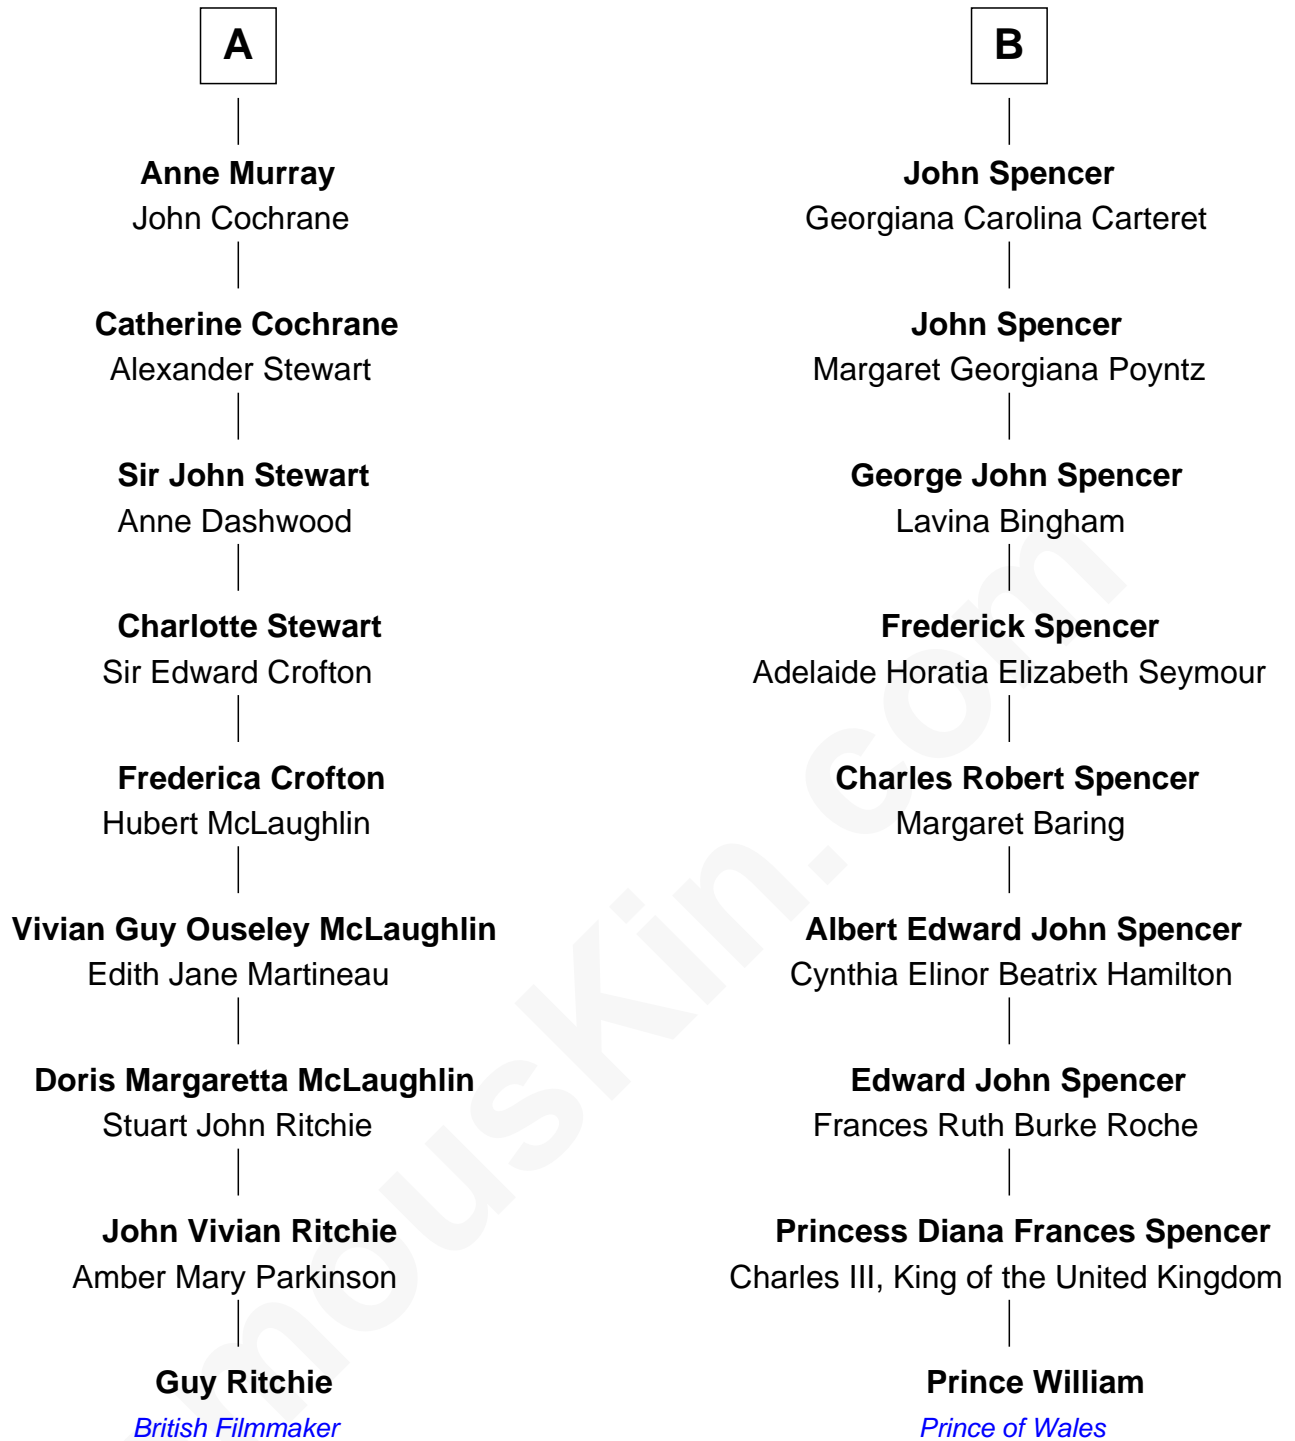 A
Anne Murray
John Cochrane
Catherine Cochrane
Alexander Stewart
Sir John Stewart
Anne Dashwood
Charlotte Stewart
Sir Edward Crofton
Frederica Crofton
Hubert McLaughlin
Vivian Guy Ouseley McLaughlin
Edith Jane Martineau
Doris Margaretta McLaughlin
Stuart John Ritchie
John Vivian Ritchie
Amber Mary Parkinson
Guy Ritchie
British Filmmaker
B
John Spencer
Georgiana Carolina Carteret
John Spencer
Margaret Georgiana Poyntz
George John Spencer
Lavina Bingham
Frederick Spencer
Adelaide Horatia Elizabeth Seymour
Charles Robert Spencer
Margaret Baring
Albert Edward John Spencer
Cynthia Elinor Beatrix Hamilton
Edward John Spencer
Frances Ruth Burke Roche
Princess Diana Frances Spencer
Charles III, King of the United Kingdom
Prince William
Prince of Wales
mousKin.com